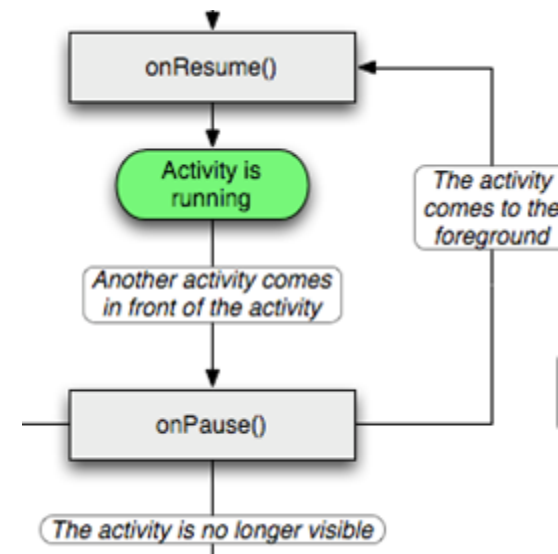 onResume()
Activity is
running
The activity
comes to the
foreground
Another activity comes
in front of the activity
onPause()
The activity is no longer visible